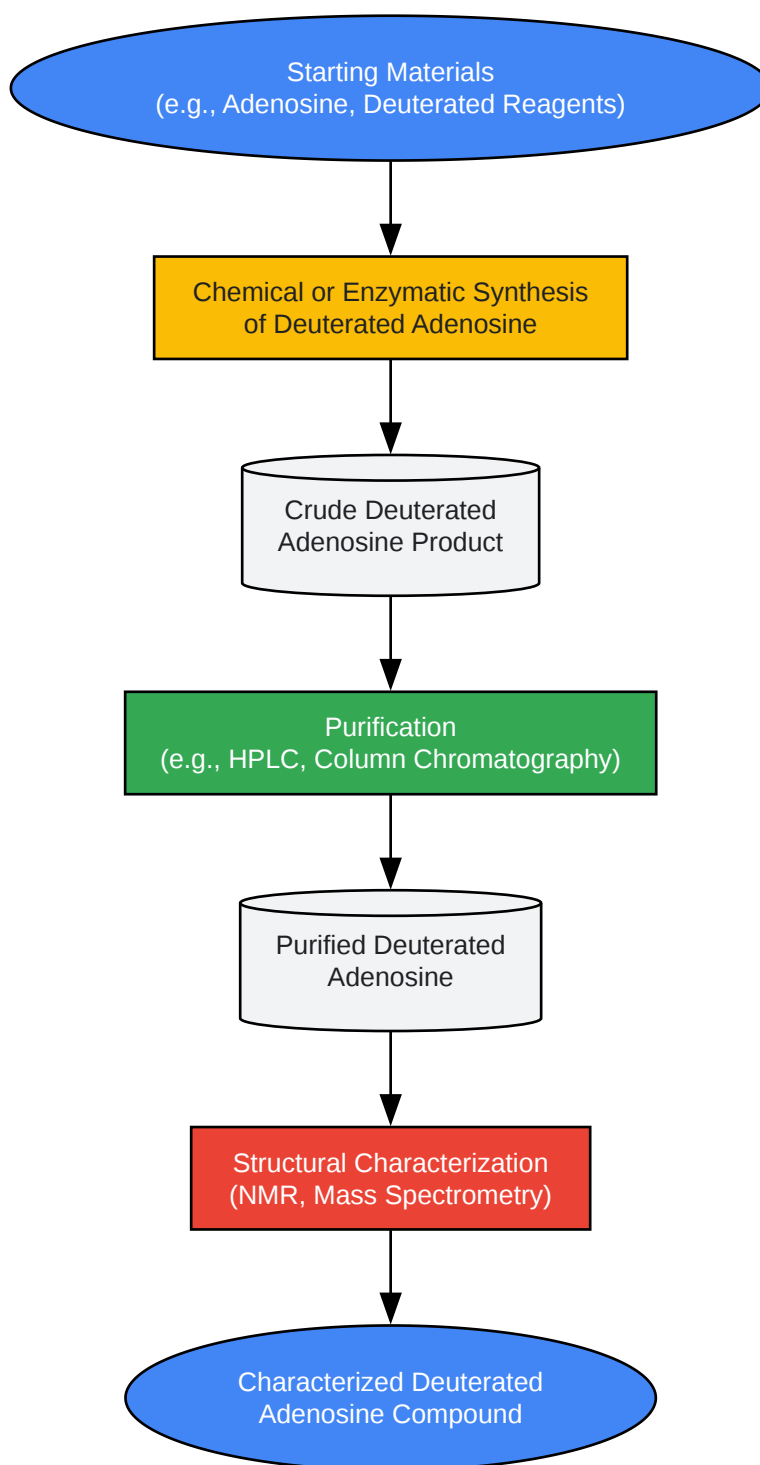 Starting Materials
(e.g., Adenosine, Deuterated Reagents)
Chemical or Enzymatic Synthesis
of Deuterated Adenosine
Crude Deuterated
Adenosine Product
Purification
(e.g., HPLC, Column Chromatography)
Purified Deuterated
Adenosine
Structural Characterization
(NMR, Mass Spectrometry)
Characterized Deuterated
Adenosine Compound